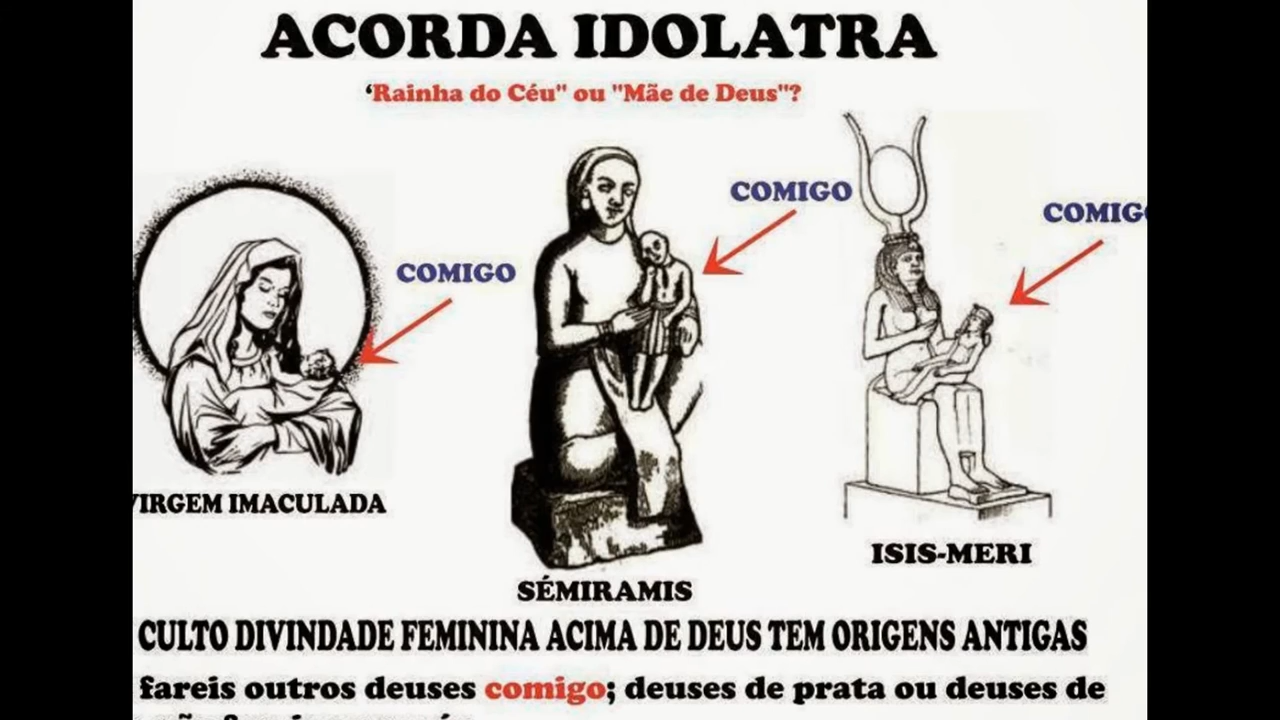 ACORDA IDOLATRA
‘Rainha do Céu" ou "Mãe de Deus"?
COMIGO
COMIGO
COMIGO
VIRGEM IMACULADA
SÉMIRAMIS
ISIS-MERI
CULTO DIVINDADE FEMININA ACIMA DE DEUS TEM ORIGENS ANTIGAS
fareis outros deuses comigo; deuses de prata ou deuses de